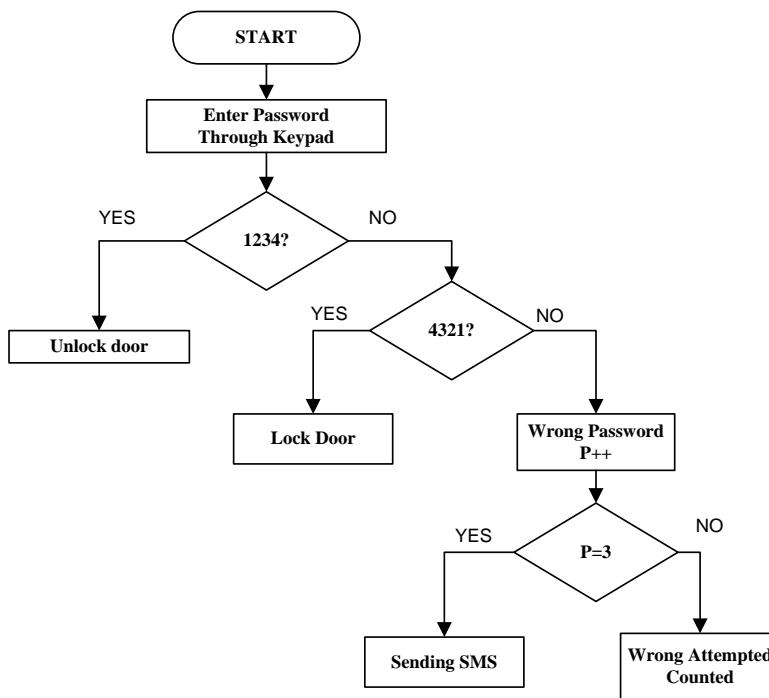 START
Enter Password
Through Keypad
YES
NO
1234?
YES
NO
4321?
Unlock door
Lock Door
Wrong Password
P++
YES
NO
P=3
Sending SMS
Wrong Attempted
Counted